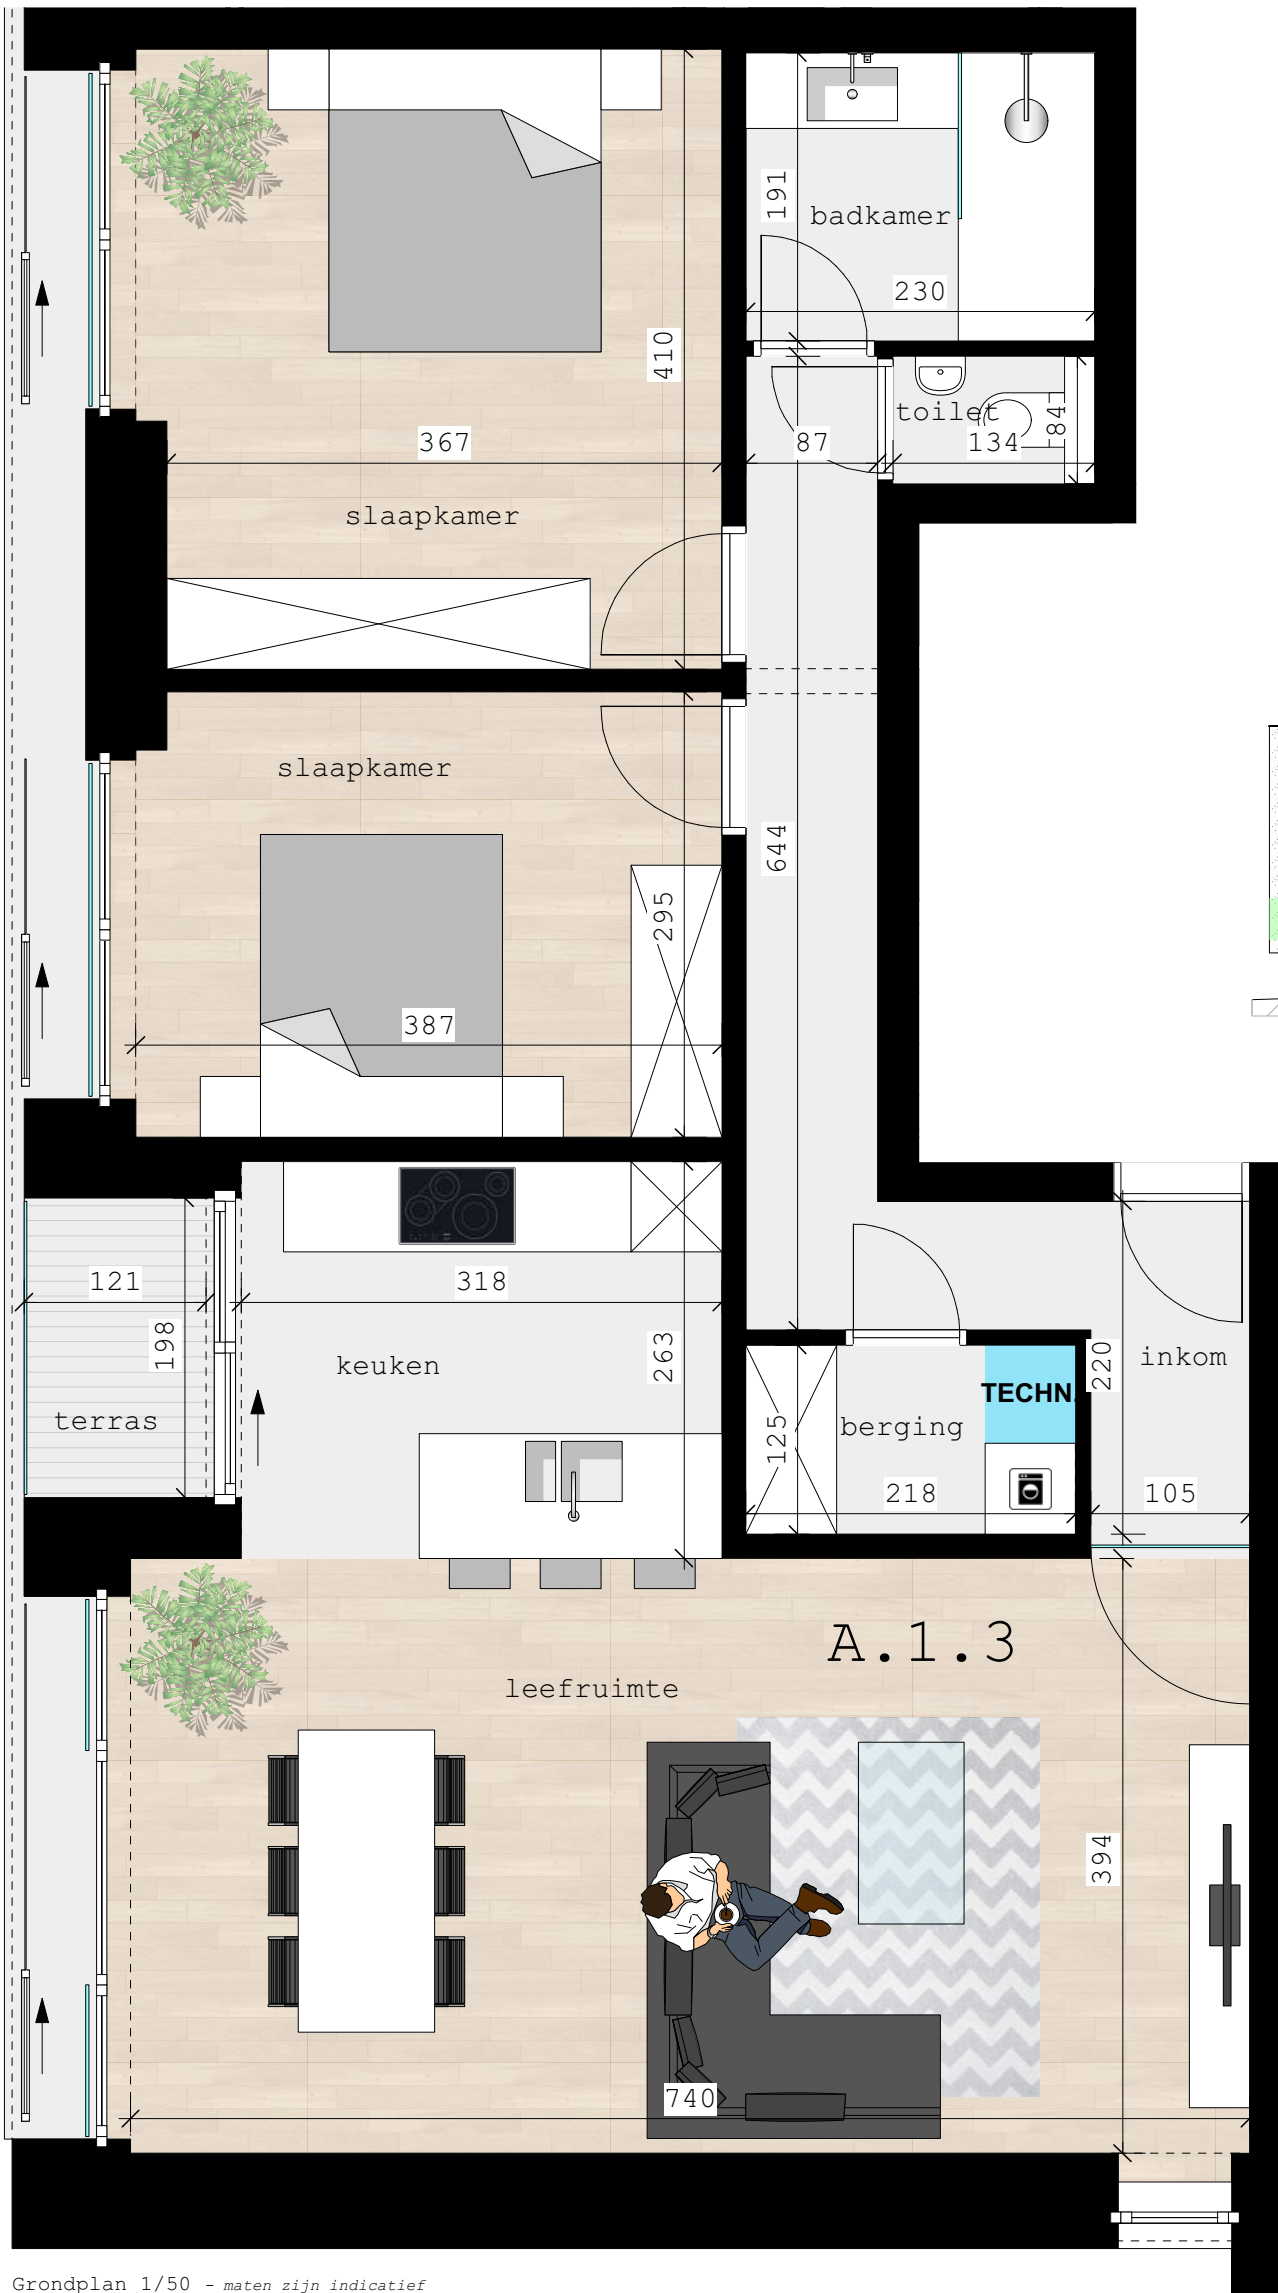 191
badkamer
230
410
toilet
84
367
87
134
slaapkamer
slaapkamer
644
295
387
121
318
198
263
keuken
220
inkom
TECHN.
terras
125
berging
218
105
A.1.3
leefruimte
394
740
Grondplan 1/50 - maten zijn indicatief